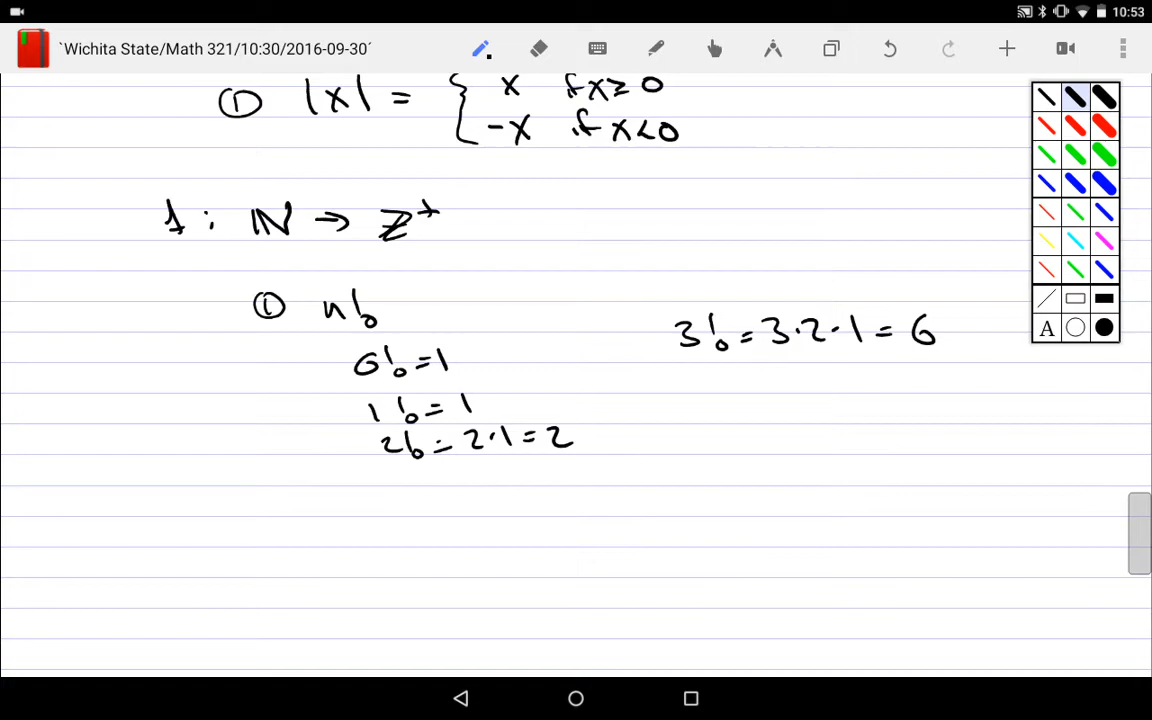 10:53
`Wichita State/Math 321/10:30/2016-09-30´
① |x| = { x if x ≥ 0
-x if x < 0
1 : ℕ → ℤ⁺
① n!
3! = 3·2·1 = 6
0! = 1
1! = 1
2! = 2·1 = 2
A